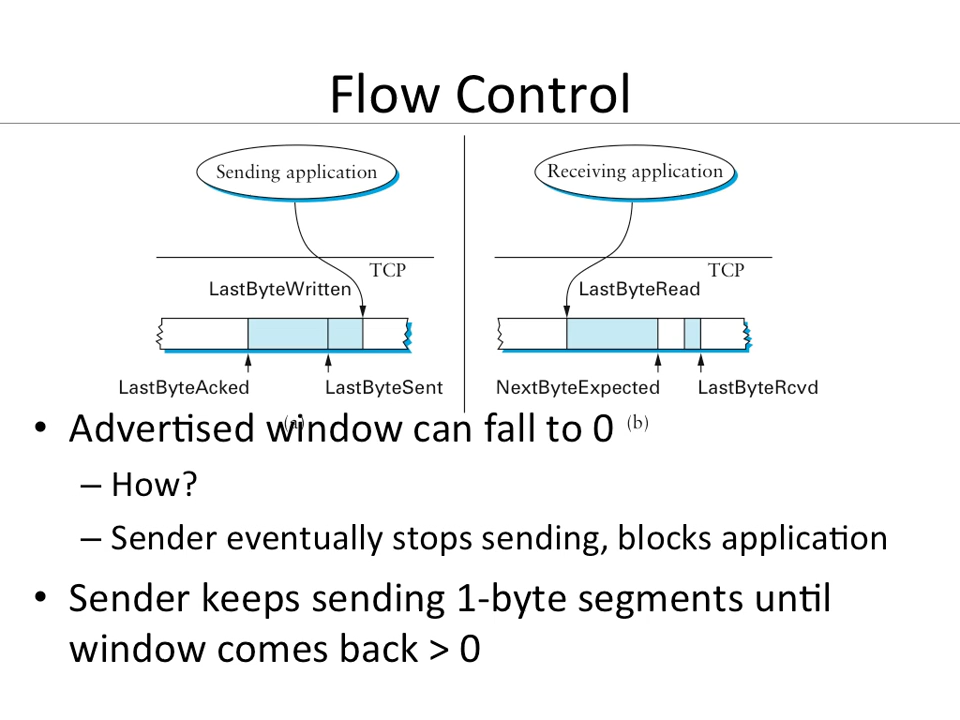 Flow Control
Sending application
Receiving application
TCP
TCP
LastByteWritten
LastByteRead
LastByteAcked
LastByteSent
NextByteExpected
LastByteRcvd
(a)
(b)
• Advertised window can fall to 0
– How?
– Sender eventually stops sending, blocks application
• Sender keeps sending 1-byte segments until
window comes back > 0